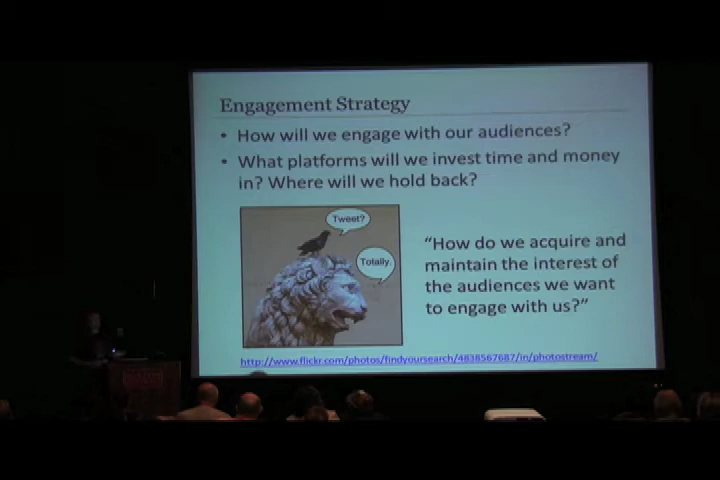 Engagement Strategy
• How will we engage with our audiences?
• What platforms will we invest time and money
in? Where will we hold back?
Tweet?
Totally.
“How do we acquire and
maintain the interest of
the audiences we want
to engage with us?”
http://www.flickr.com/photos/findyoursearch/4838567687/in/photostream/